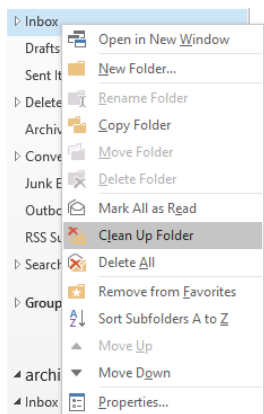 Inbox
Open in New Window
Drafts
New Folder...
Sent It
Rename Folder
Delete
Copy Folder
Archiv
Move Folder
Conve
Delete Folder
Junk E
Mark All as Read
Outbo
Clean Up Folder
RSS Su
Delete All
Search
Remove from Favorites
Group
Sort Subfolders A to Z
Move Up
Move Down
archi
Properties...
Inbox